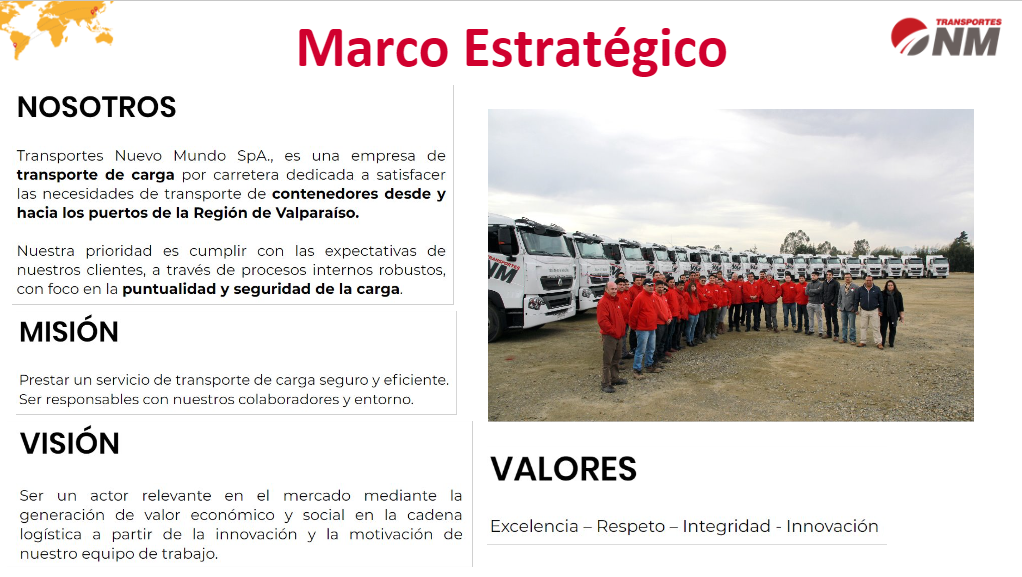 Marco Estratégico
TRANSPORTES
NM
NOSOTROS
Transportes Nuevo Mundo SpA., es una empresa de
transporte de carga por carretera dedicada a satisfacer
las necesidades de transporte de contenedores desde y
hacia los puertos de la Región de Valparaíso.
Nuestra prioridad es cumplir con las expectativas de
nuestros clientes, a través de procesos internos robustos,
con foco en la puntualidad y seguridad de la carga.
MISIÓN
Prestar un servicio de transporte de carga seguro y eficiente.
Ser responsables con nuestros colaboradores y entorno.
VISIÓN
Ser un actor relevante en el mercado mediante la
generación de valor económico y social en la cadena
logística a partir de la innovación y la motivación de
nuestro equipo de trabajo.
TRANSPORTES
NM
NM
VALORES
Excelencia – Respeto – Integridad - Innovación